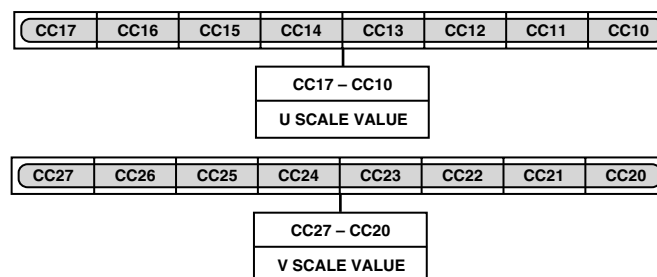 CC17 CC16 CC15 CC14 CC13 CC12 CC11 CC10
CC17 – CC10
U SCALE VALUE
CC27 CC26 CC25 CC24 CC23 CC22 CC21 CC20
CC27 – CC20
V SCALE VALUE